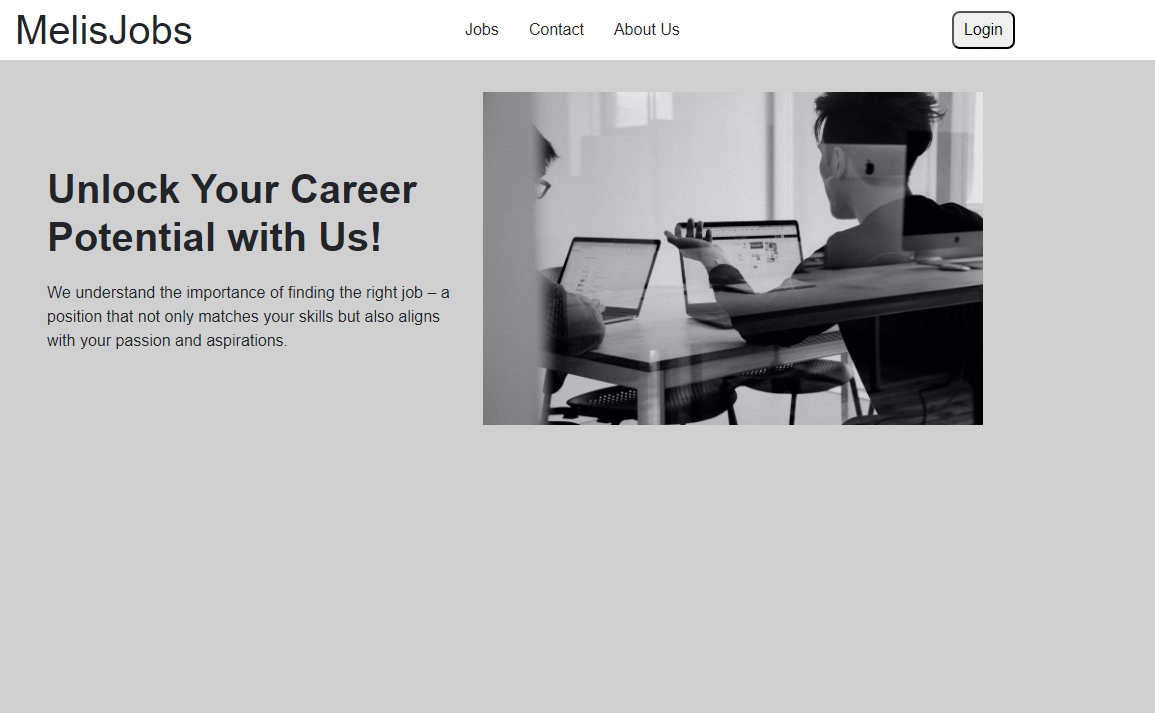 MelisJobs
Jobs
Contact
About Us
Login
Unlock Your Career
Potential with Us!
We understand the importance of finding the right job – a
position that not only matches your skills but also aligns
with your passion and aspirations.